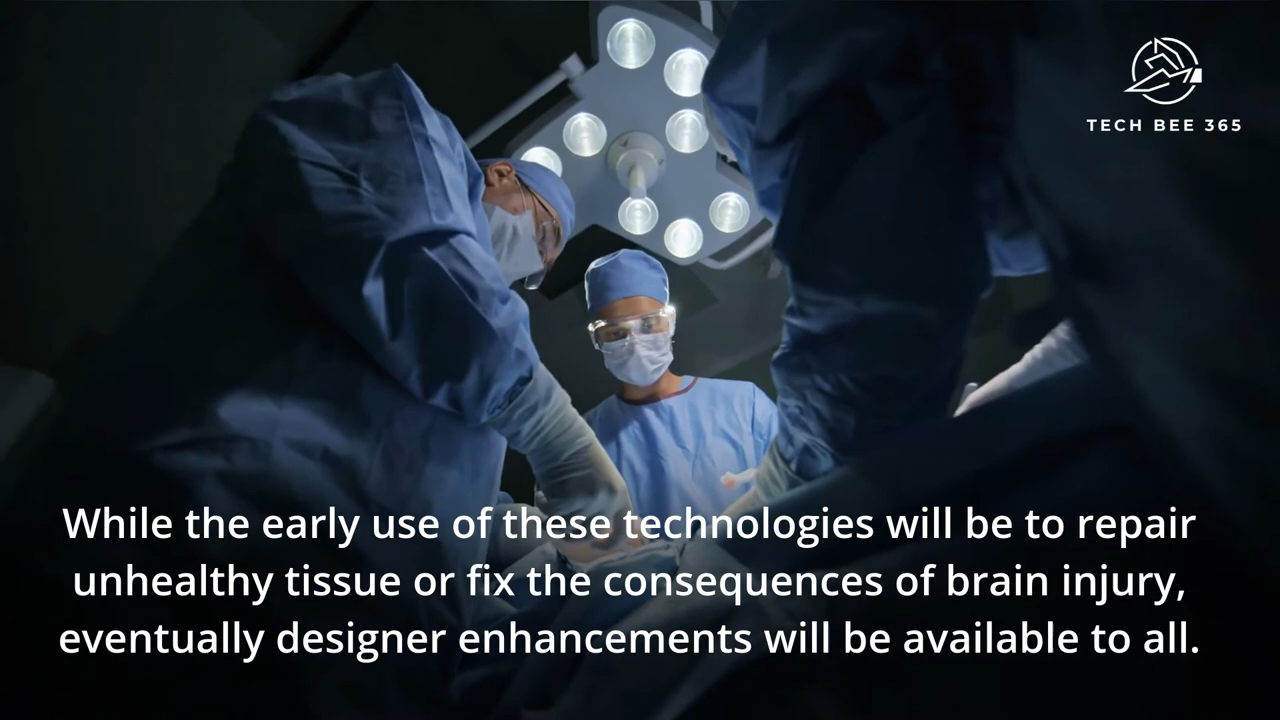 TECH BEE 365
While the early use of these technologies will be to repair
unhealthy tissue or fix the consequences of brain injury,
eventually designer enhancements will be available to all.